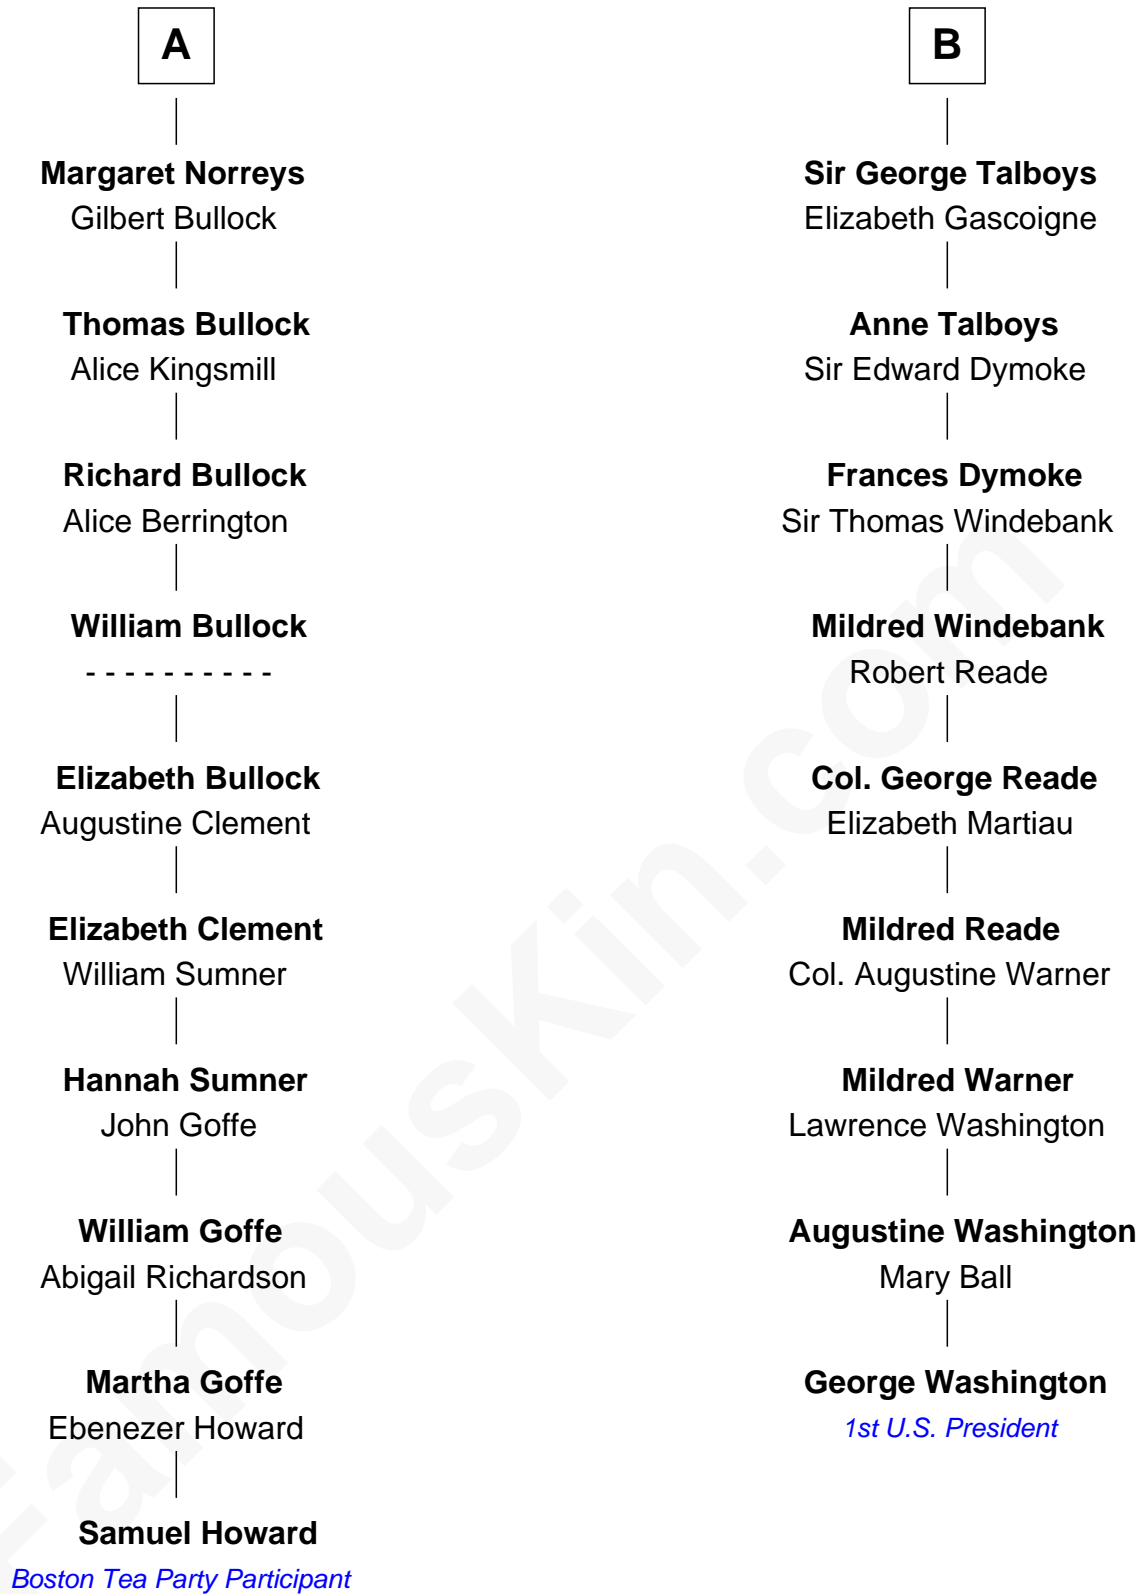 A
Margaret Norreys
Gilbert Bullock
Thomas Bullock
Alice Kingsmill
Richard Bullock
Alice Berrington
William Bullock
- - - - - - - - - -
Elizabeth Bullock
Augustine Clement
Elizabeth Clement
William Sumner
Hannah Sumner
John Goffe
William Goffe
Abigail Richardson
Martha Goffe
Ebenezer Howard
Samuel Howard
Boston Tea Party Participant
B
Sir George Talboys
Elizabeth Gascoigne
Anne Talboys
Sir Edward Dymoke
Frances Dymoke
Sir Thomas Windebank
Mildred Windebank
Robert Reade
Col. George Reade
Elizabeth Martiau
Mildred Reade
Col. Augustine Warner
Mildred Warner
Lawrence Washington
Augustine Washington
Mary Ball
George Washington
1st U.S. President
FamousKin.com